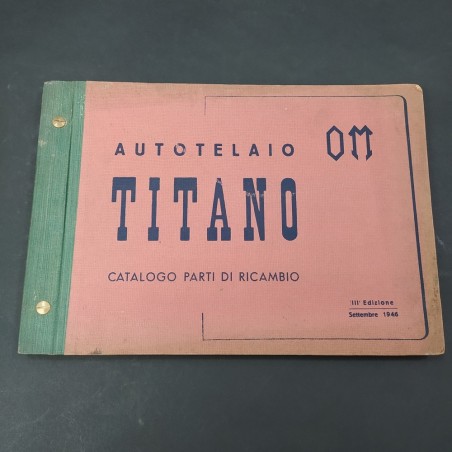 AUTOTELAIO OM
TITANO
CATALOGO PARTI DI RICAMBIO
III' Edizione
Settembre 1946